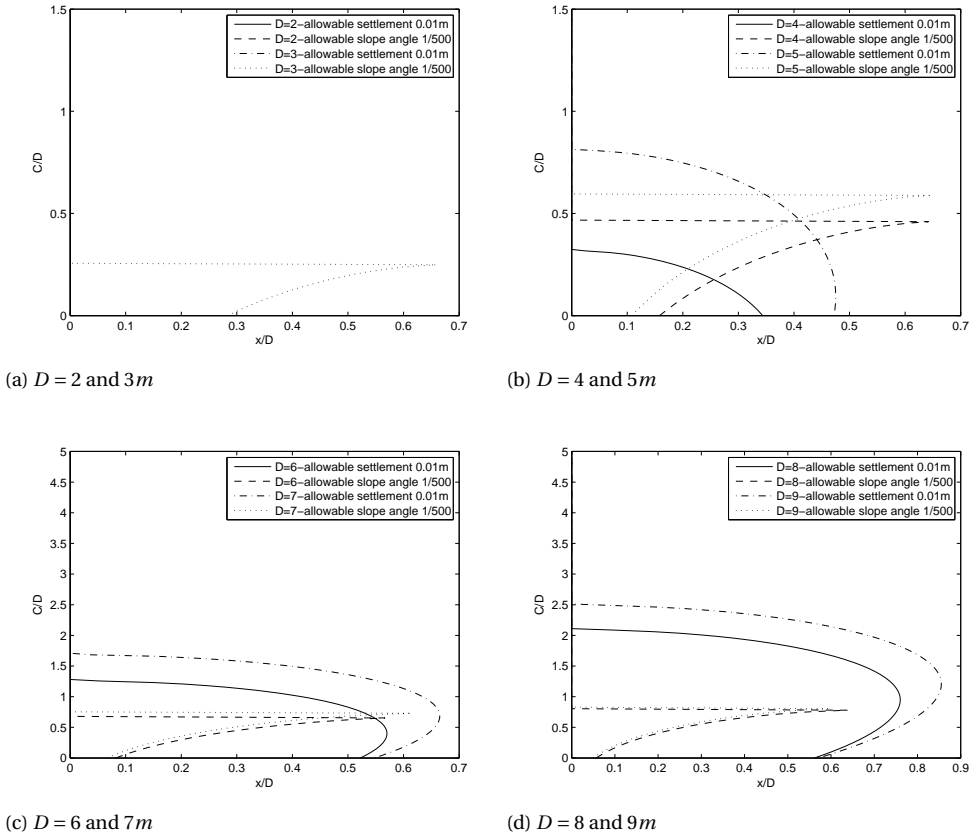 1.5
1
0.5
0
C/D
0 0.1 0.2 0.3 0.4 0.5 0.6 0.7
x/D
D=2−allowable settlement 0.01m
D=2−allowable slope angle 1/500
D=3−allowable settlement 0.01m
D=3−allowable slope angle 1/500
(a) D = 2 and 3m
1.5
1
0.5
0
C/D
0 0.1 0.2 0.3 0.4 0.5 0.6 0.7
x/D
D=4−allowable settlement 0.01m
D=4−allowable slope angle 1/500
D=5−allowable settlement 0.01m
D=5−allowable slope angle 1/500
(b) D = 4 and 5m
5
4.5
4
3.5
3
2.5
2
1.5
1
0.5
0
C/D
0 0.1 0.2 0.3 0.4 0.5 0.6 0.7
x/D
D=6−allowable settlement 0.01m
D=6−allowable slope angle 1/500
D=7−allowable settlement 0.01m
D=7−allowable slope angle 1/500
(c) D = 6 and 7m
5
4.5
4
3.5
3
2.5
2
1.5
1
0.5
0
C/D
0 0.1 0.2 0.3 0.4 0.5 0.6 0.7 0.8 0.9
x/D
D=8−allowable settlement 0.01m
D=8−allowable slope angle 1/500
D=9−allowable settlement 0.01m
D=9−allowable slope angle 1/500
(d) D = 8 and 9m